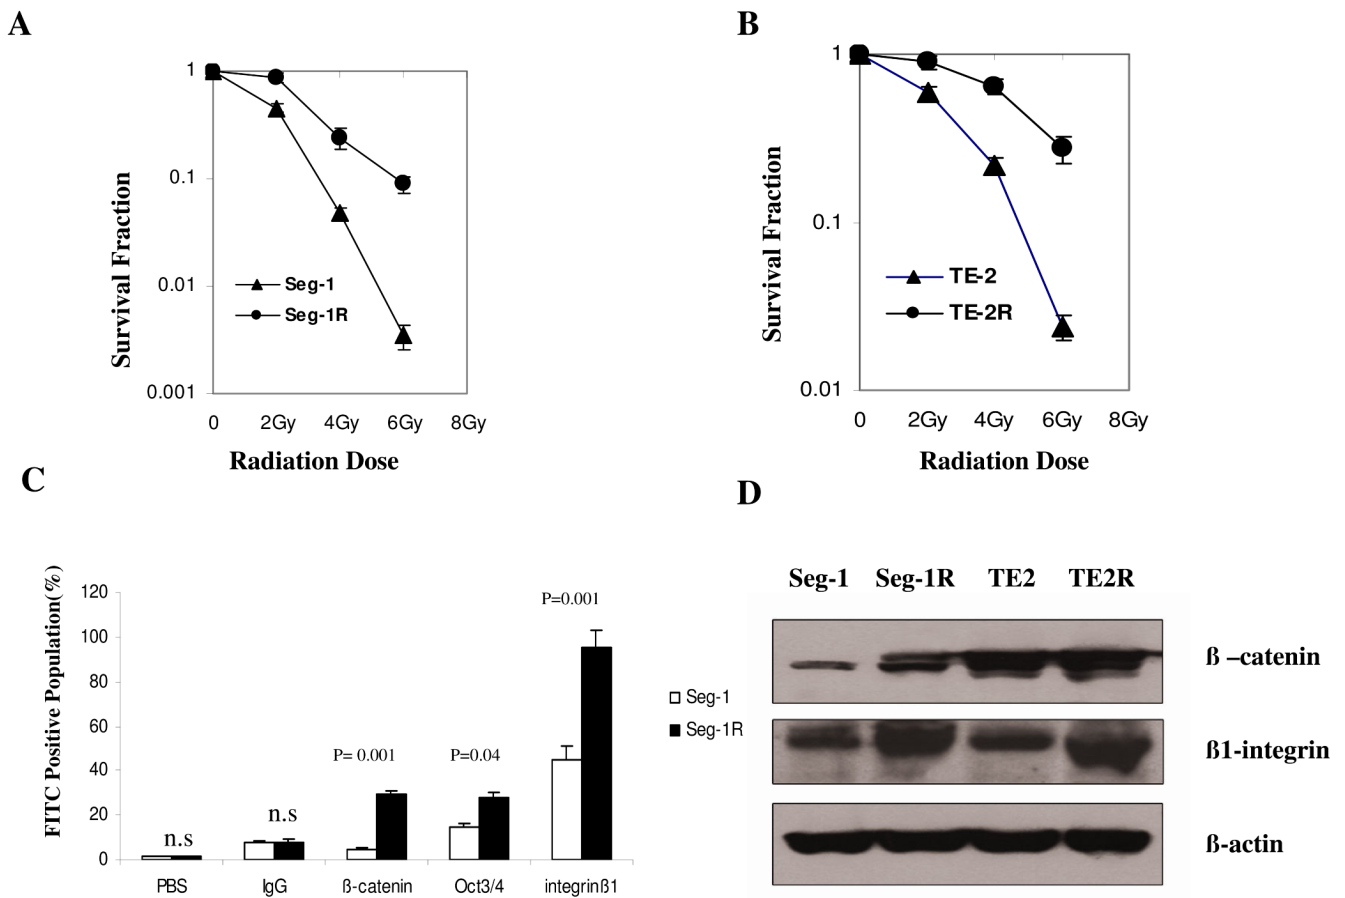 A
1
0.1
0.01
0.001
Survival Fraction
Seg-1
Seg-1R
0 2Gy 4Gy 6Gy 8Gy
Radiation Dose
B
1
0.1
0.01
Survival Fraction
TE-2
TE-2R
0 2Gy 4Gy 6Gy 8Gy
Radiation Dose
C
FITC Positive Population(%)
120
100
80
60
40
20
0
n.s
n.s
P= 0.001
P=0.04
P=0.001
PBS IgG ß-catenin Oct3/4 integrinß1
Seg-1
Seg-1R
D
Seg-1 Seg-1R TE2 TE2R
ß –catenin
ß1-integrin
ß-actin